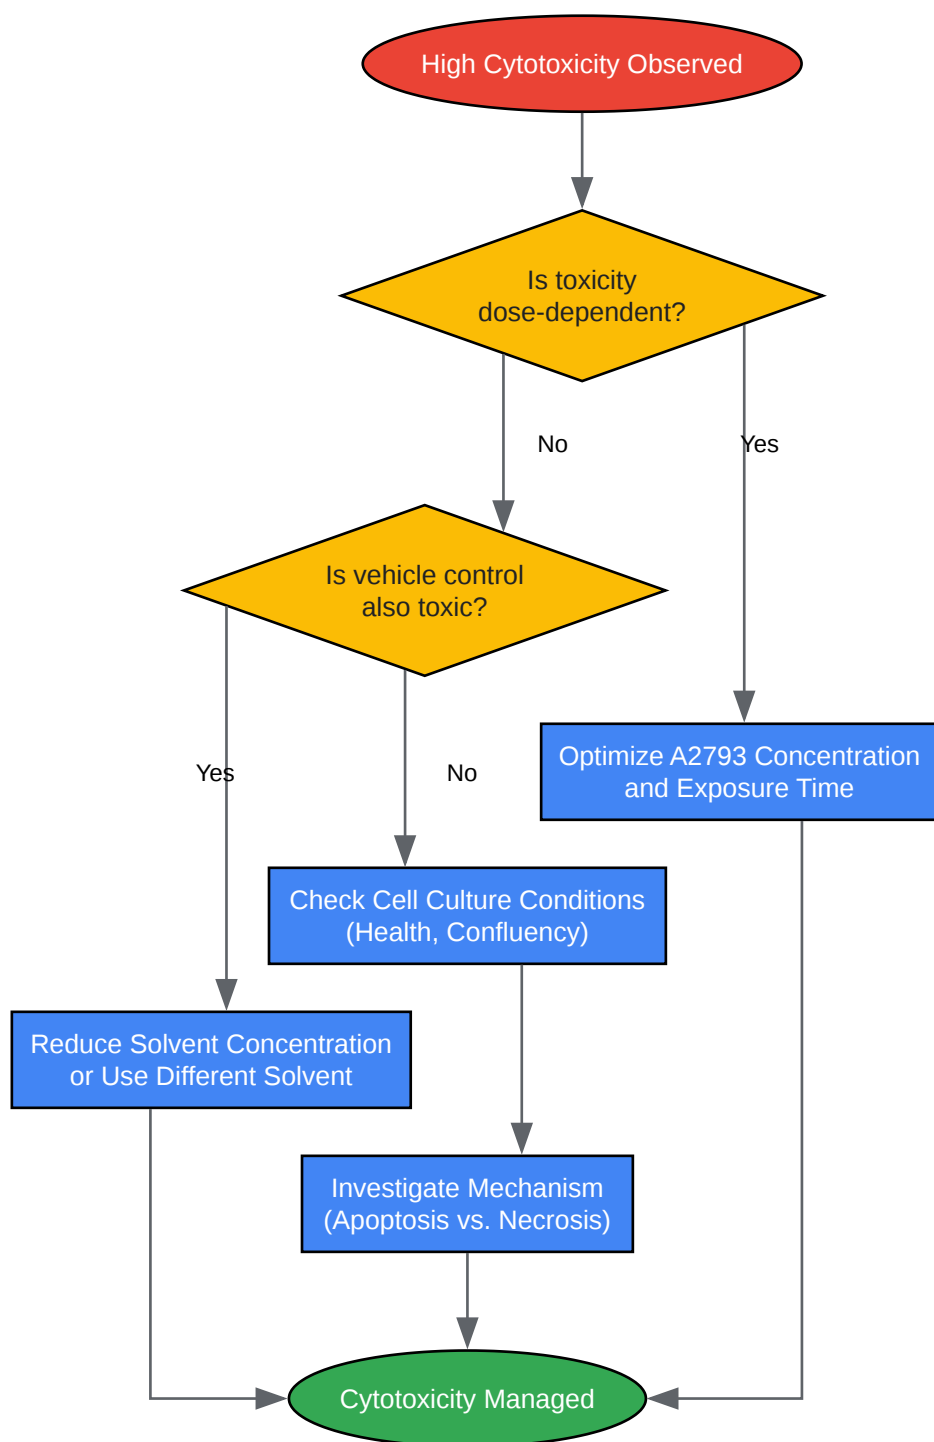 High Cytotoxicity Observed
Is toxicity
dose-dependent?
No
Yes
Is vehicle control
also toxic?
Yes
No
Optimize A2793 Concentration
and Exposure Time
Check Cell Culture Conditions
(Health, Confluency)
Reduce Solvent Concentration
or Use Different Solvent
Investigate Mechanism
(Apoptosis vs. Necrosis)
Cytotoxicity Managed